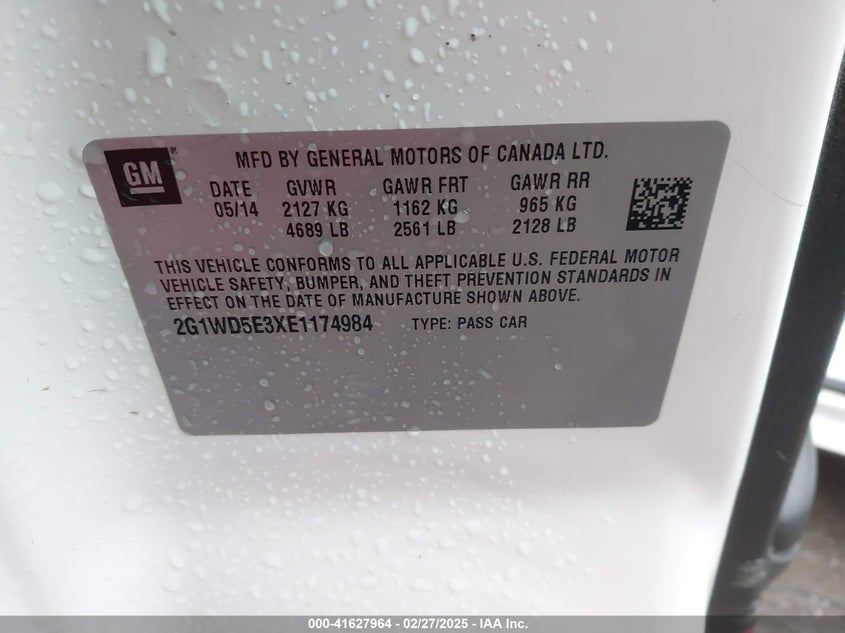 GM
MFD BY GENERAL MOTORS OF CANADA LTD.
DATE GVWR GAWR FRT GAWR RR
05/14 2127 KG 1162 KG 965 KG
4689 LB 2561 LB 2128 LB
THIS VEHICLE CONFORMS TO ALL APPLICABLE U.S. FEDERAL MOTOR
VEHICLE SAFETY, BUMPER, AND THEFT PREVENTION STANDARDS IN
EFFECT ON THE DATE OF MANUFACTURE SHOWN ABOVE.
2G1WD5E3XE1174984 TYPE: PASS CAR
000-41627964 - 02/27/2025 - IAA Inc.